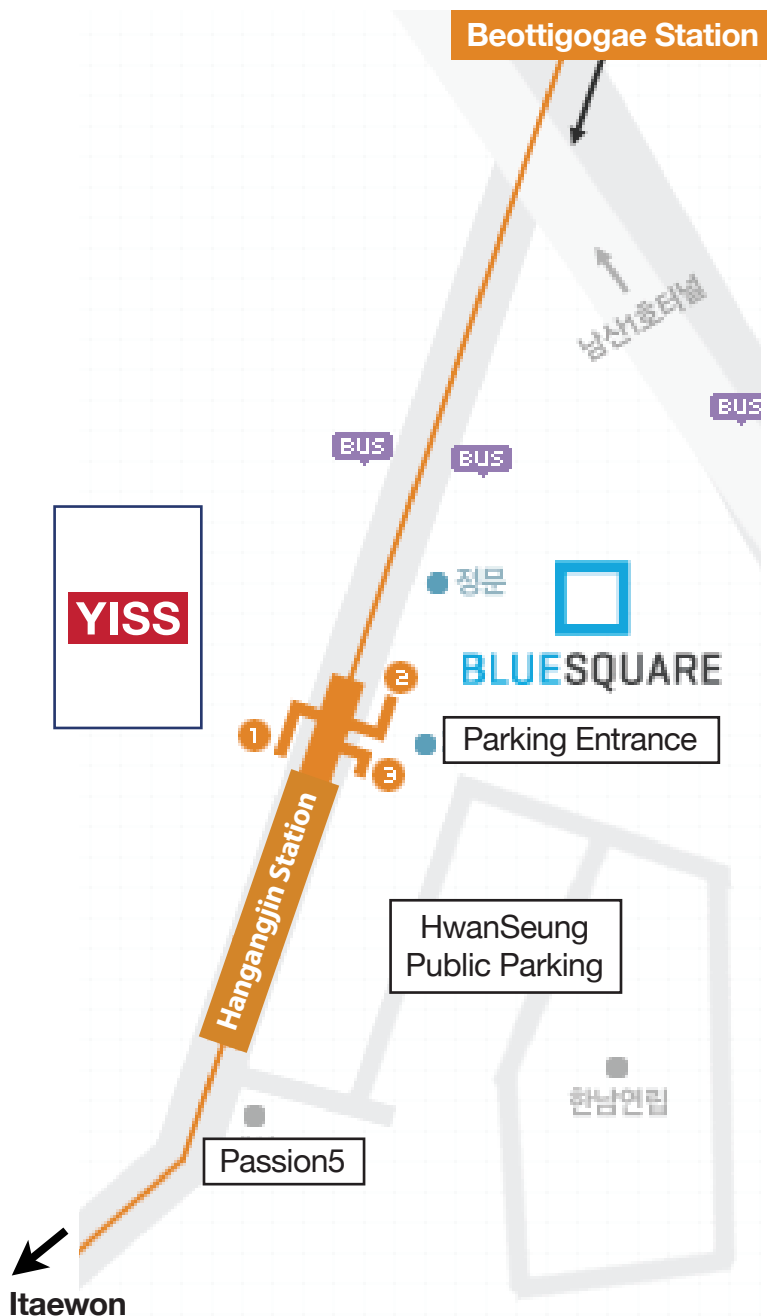 Beottigogae Station
남산1호터널
BUS
BUS
BUS
정문
YISS
BLUESQUARE
2
1
Parking Entrance
3
Hangangjin Station
HwanSeung
Public Parking
한남연립
Passion5
Itaewon